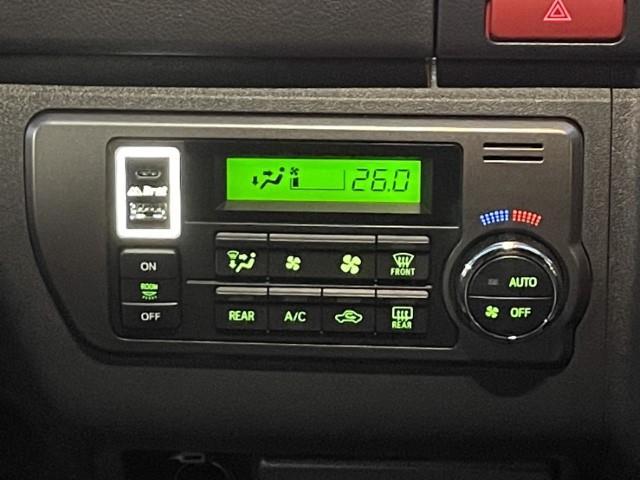 26.0
ON
ROOM
OFF
FRONT
AUTO
OFF
REAR
A/C
REAR